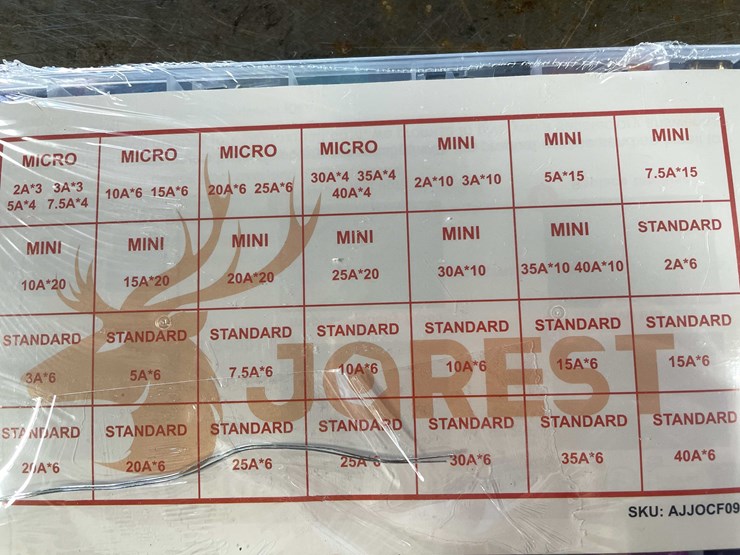 MICRO
2A*3 3A*3
5A*4 7.5A*4
MICRO
10A*6 15A*6
MICRO
20A*6 25A*6
MICRO
30A*4 35A*4
40A*4
MINI
2A*10 3A*10
MINI
5A*15
MINI
7.5A*15
MINI
10A*20
MINI
15A*20
MINI
20A*20
MINI
25A*20
MINI
30A*10
MINI
35A*10 40A*10
STANDARD
2A*6
STANDARD
3A*6
STANDARD
5A*6
STANDARD
7.5A*6
STANDARD
10A*6
STANDARD
10A*6
STANDARD
15A*6
STANDARD
15A*6
JOREST
STANDARD
20A*6
STANDARD
20A*6
STANDARD
25A*6
STANDARD
25A*6
STANDARD
30A*6
STANDARD
35A*6
STANDARD
40A*6
SKU: AJJOCF09